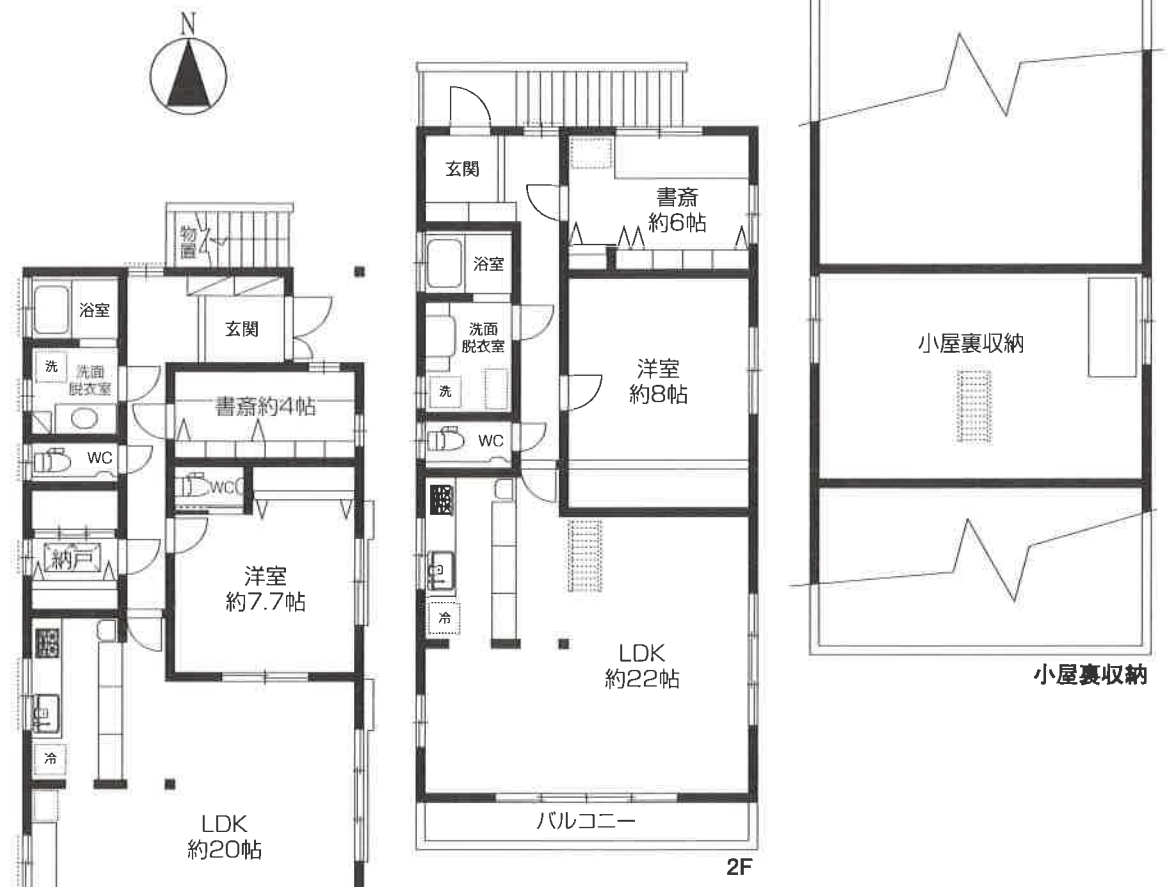 N
物置
浴室
玄関
洗
洗面
脱衣室
書斎約4帖
WC
WC
納戸
洋室
約7.7帖
冷
LDK
約20帖
玄関
書斎
約6帖
浴室
洗面
脱衣室
洗
洋室
約8帖
WC
冷
LDK
約22帖
バルコニー
2F
小屋裏収納
小屋裏収納